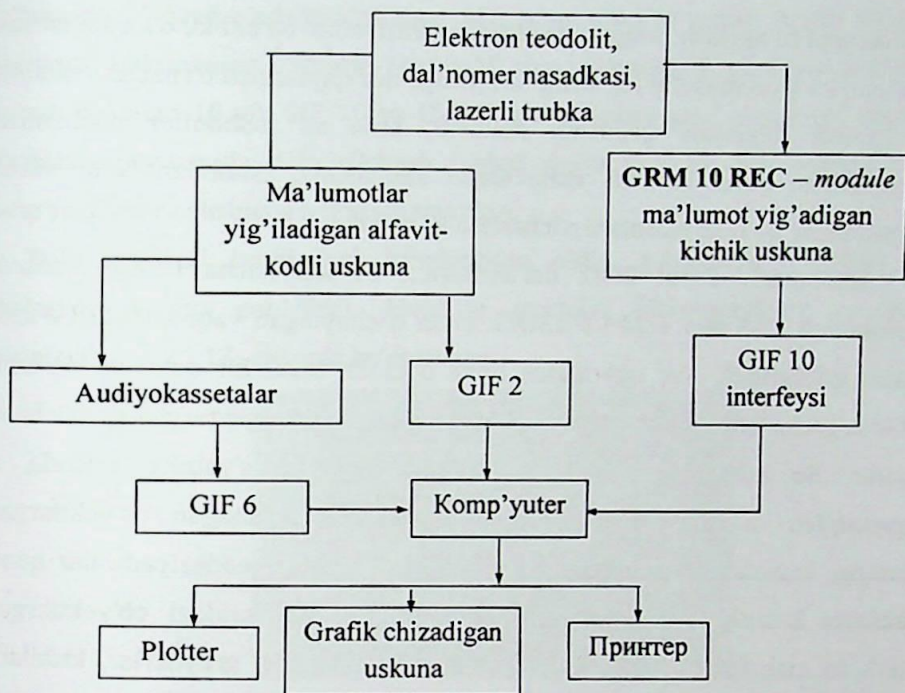 Elektron teodolit,
dal’nomer nasadkasi,
lazerli trubka
Ma’lumotlar
yig’iladigan alfavit-
kodli uskuna
GRM 10 REC – module
ma’lumot yig’adigan
kichik uskuna
Audiyokassetalar
GIF 2
GIF 10
interfeysi
GIF 6
Komp’yuter
Plotter
Grafik chizadigan
uskuna
Принтер